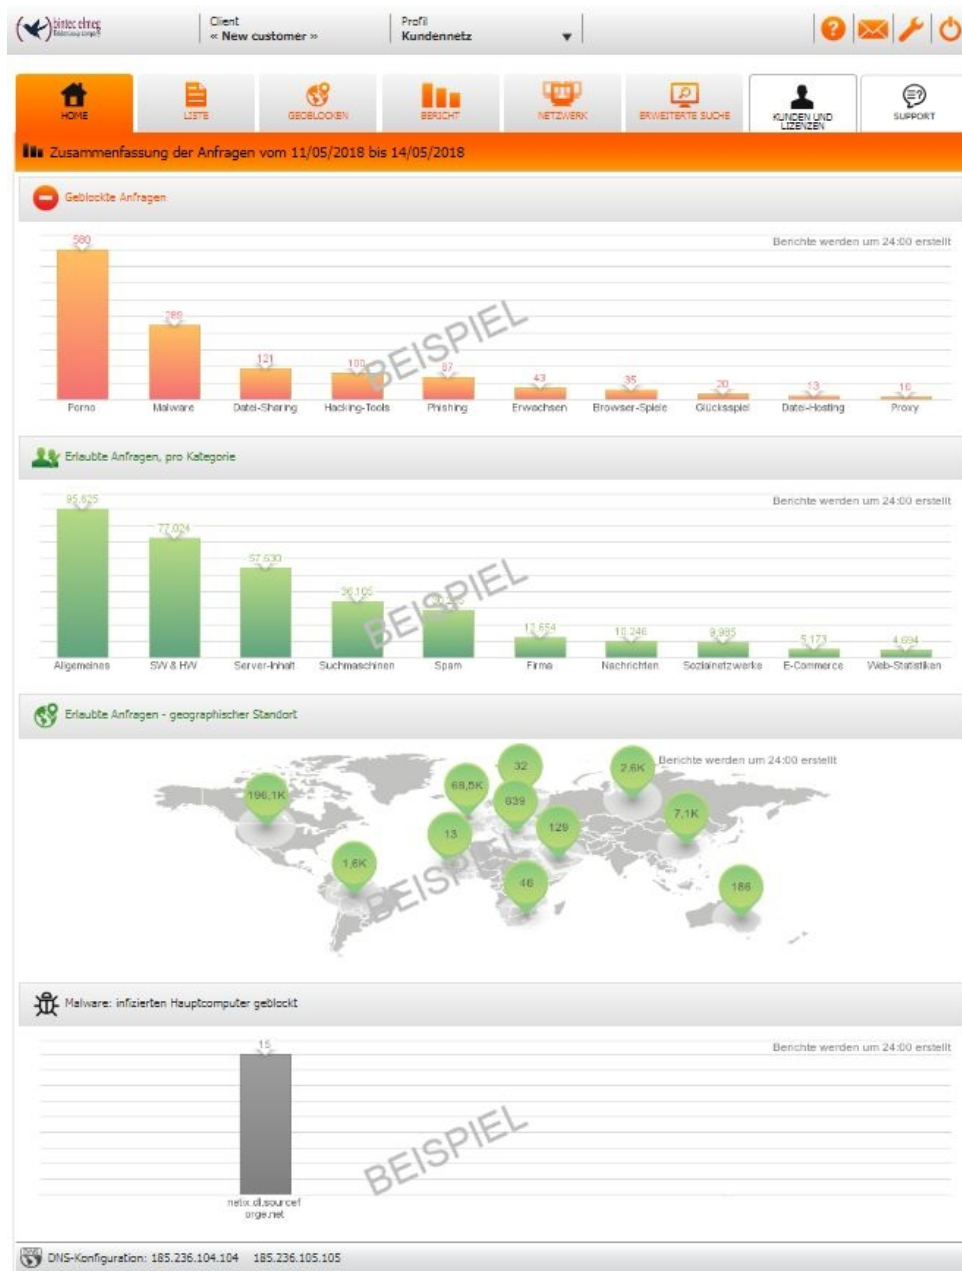 bintec elmeg
Client
« New customer »
Profil
Kundennetz
HOME
LISTE
GEOBLOCKEN
BERICHT
NETZWERK
ERWEITERTE SUCHE
KUNDEN UND
LIZENZEN
SUPPORT
Zusammenfassung der Anfragen vom 11/05/2018 bis 14/05/2018
Geblockte Anfragen
Berichte werden um 24:00 erstellt
580
289
121
100
87
43
35
20
13
10
BEISPIEL
Porno
Malware
Datei-Sharing
Hacking-Tools
Phishing
Erwachsen
Browser-Spiele
Glücksspiel
Datei-Hosting
Proxy
Erlaubte Anfragen, pro Kategorie
Berichte werden um 24:00 erstellt
95,825
77,024
57,630
36,105
12,654
10,246
9,985
5,173
4,694
BEISPIEL
Allgemeines
SW & HW
Server-Inhalt
Suchmaschinen
Spam
Firma
Nachrichten
Sozialnetzwerke
E-Commerce
Web-Statistiken
Erlaubte Anfragen - geographischer Standort
Berichte werden um 24:00 erstellt
32
2,6K
68,5K
196,1K
639
7,1K
13
129
1,6K
46
186
BEISPIEL
Malware: infizierten Hauptcomputer geblockt
Berichte werden um 24:00 erstellt
15
BEISPIEL
netix.dl.sourcef
orge.net
DNS-Konfiguration: 185.236.104.104 185.236.105.105